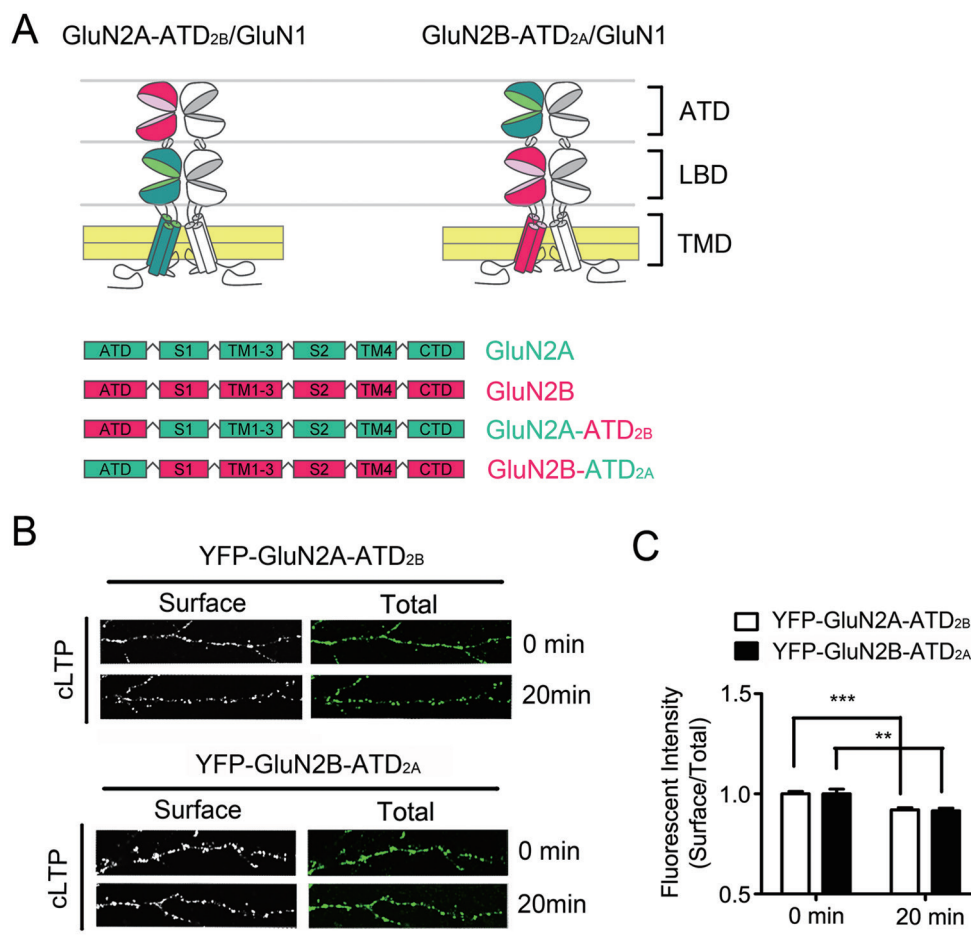 A
GluN2A-ATD2B/GluN1
GluN2B-ATD2A/GluN1
ATD
LBD
TMD
ATD S1 TM1-3 S2 TM4 CTD GluN2A
ATD S1 TM1-3 S2 TM4 CTD GluN2B
ATD S1 TM1-3 S2 TM4 CTD GluN2A-ATD2B
ATD S1 TM1-3 S2 TM4 CTD GluN2B-ATD2A
B
YFP-GluN2A-ATD2B
Surface Total
cLTP
0 min
20min
YFP-GluN2B-ATD2A
Surface Total
cLTP
0 min
20min
C
YFP-GluN2A-ATD2B
YFP-GluN2B-ATD2A
Fluorescent Intensity
(Surface/Total)
1.5
1.0
0.5
***
**
0 min 20 min